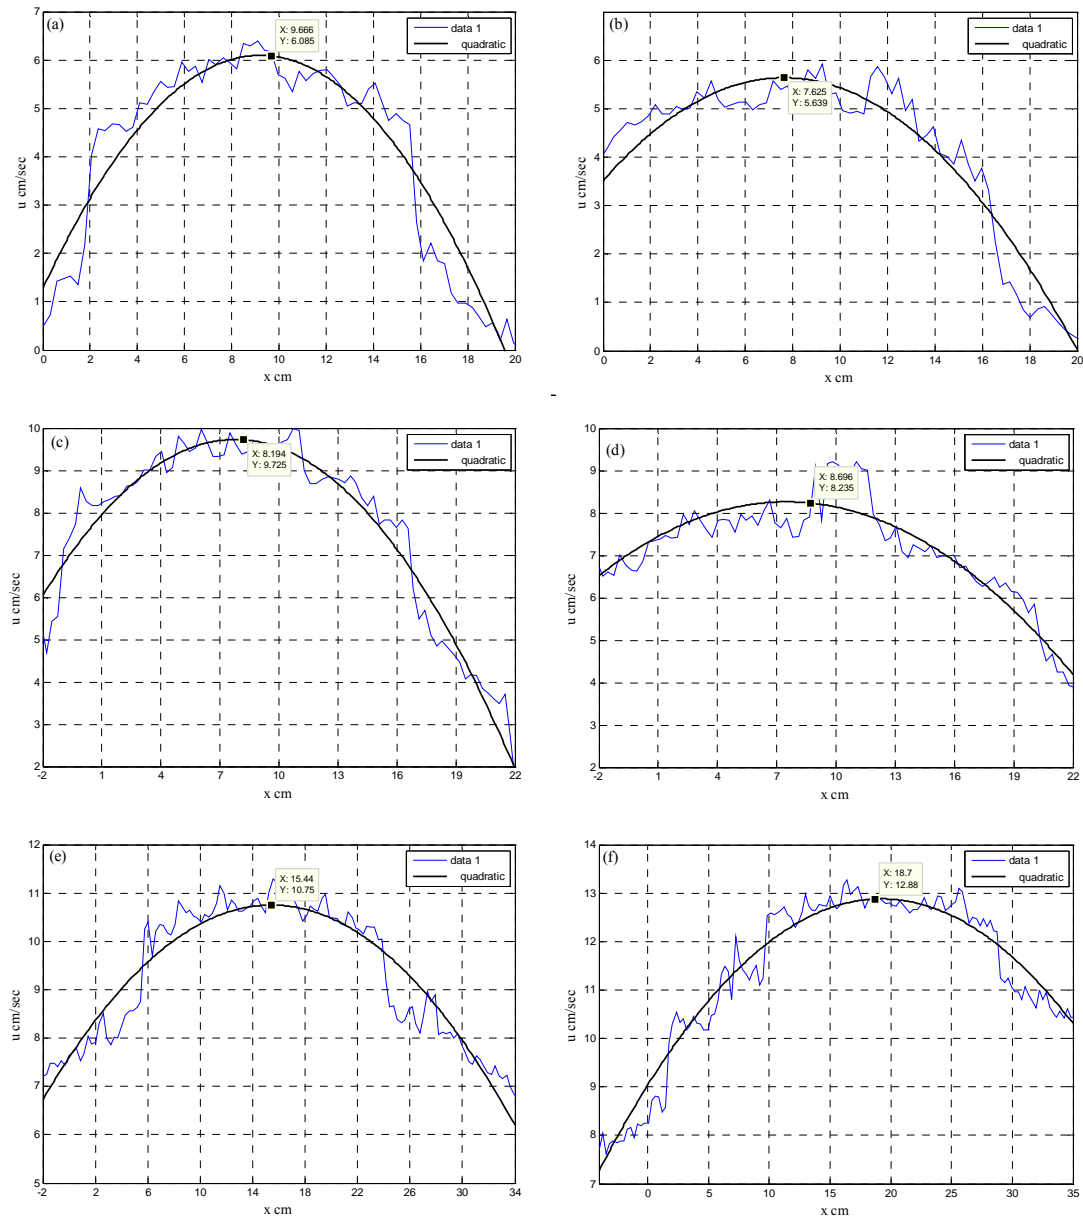 (a)
X: 9.666
Y: 6.085
data 1
quadratic
7
6
5
4
3
2
1
0
u cm/sec
0 2 4 6 8 10 12 14 16 18 20
x cm
(b)
X: 7.625
Y: 5.639
data 1
quadratic
7
6
5
4
3
2
1
0
u cm/sec
0 2 4 6 8 10 12 14 16 18 20
x cm
(c)
X: 8.194
Y: 9.725
data 1
quadratic
10
9
8
7
6
5
4
3
2
u cm/sec
-2 1 4 7 10 13 16 19 22
x cm
(d)
X: 8.696
Y: 8.235
data 1
quadratic
10
9
8
7
6
5
4
3
2
u cm/sec
-2 1 4 7 10 13 16 19 22
x cm
(e)
X: 15.44
Y: 10.75
data 1
quadratic
12
11
10
9
8
7
6
5
u cm/sec
-2 2 6 10 14 18 22 26 30 34
x cm
(f)
X: 18.7
Y: 12.88
data 1
quadratic
14
13
12
11
10
9
8
7
u cm/sec
0 5 10 15 20 25 30 35
x cm